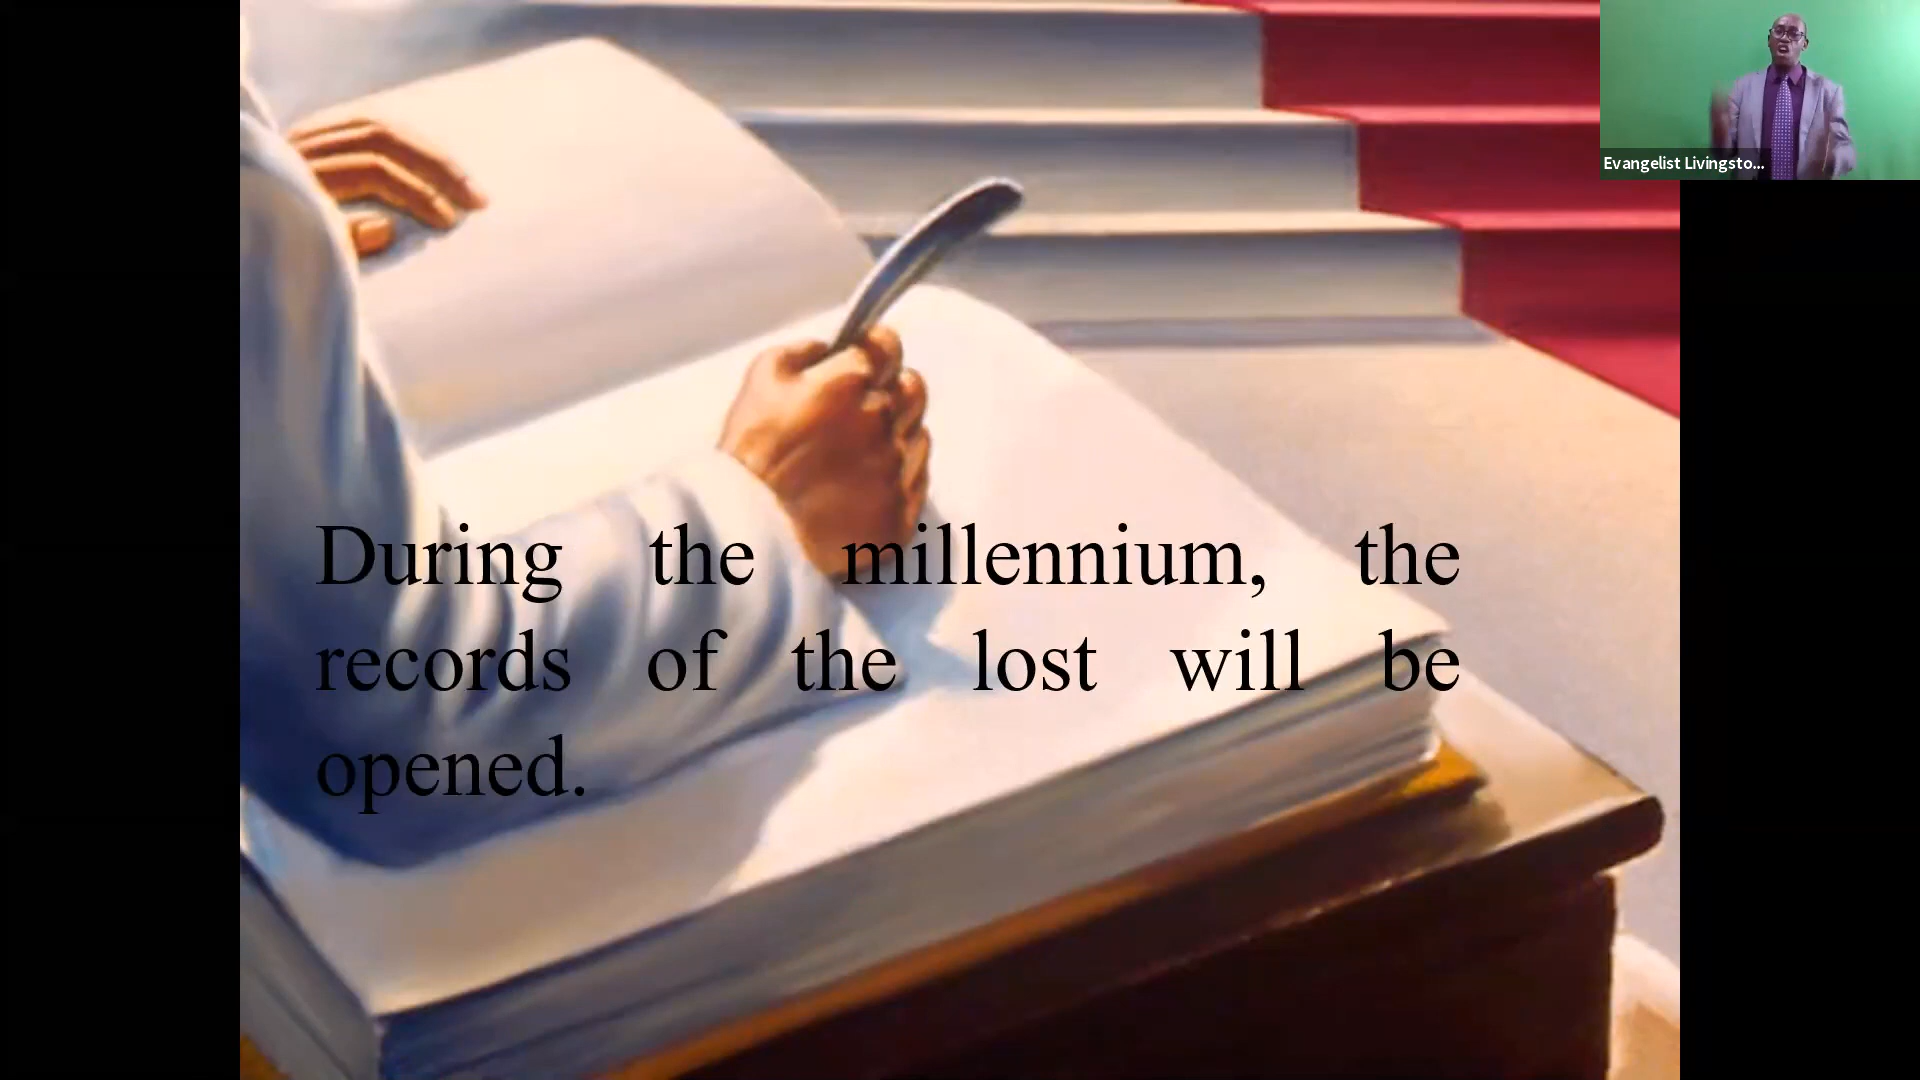 Evangelist Livingsto...
During the millennium, the
records of the lost will be
opened.